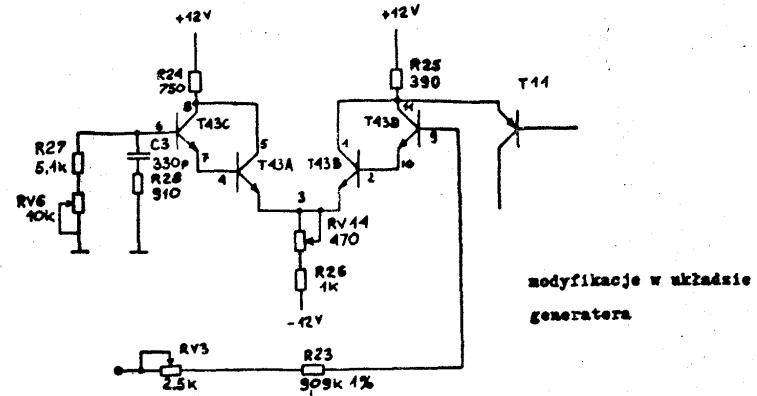 +12V
+12V
R24
750
R25
390
T11
8
11
6
T43C
T43D
9
C3
330p
5
1
R27
5,1k
7
T43A
T43B
10
R28
910
4
2
RV6
10k
3
RV14
470
R26
1k
-12V
modyfikacje w układzie
generatora
RV3
2.5k
R23
909k 1%